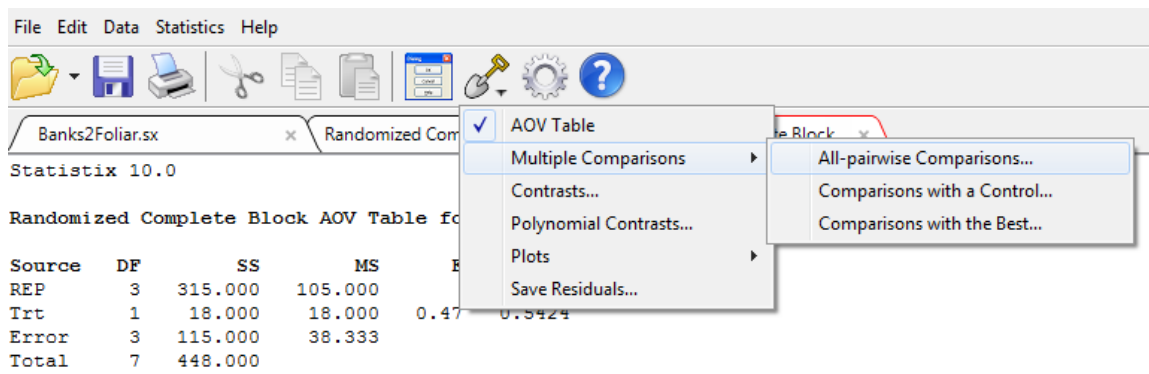 File Edit Data Statistics Help
Banks2Foliar.sx
Randomized Com
te Block
AOV Table
Multiple Comparisons
Contrasts...
Polynomial Contrasts...
Plots
Save Residuals...
All-pairwise Comparisons...
Comparisons with a Control...
Comparisons with the Best...
Statistix 10.0
Randomized Complete Block AOV Table fo
Source DF SS MS
REP 3 315.000 105.000
Trt 1 18.000 18.000 0.47 0.5424
Error 3 115.000 38.333
Total 7 448.000